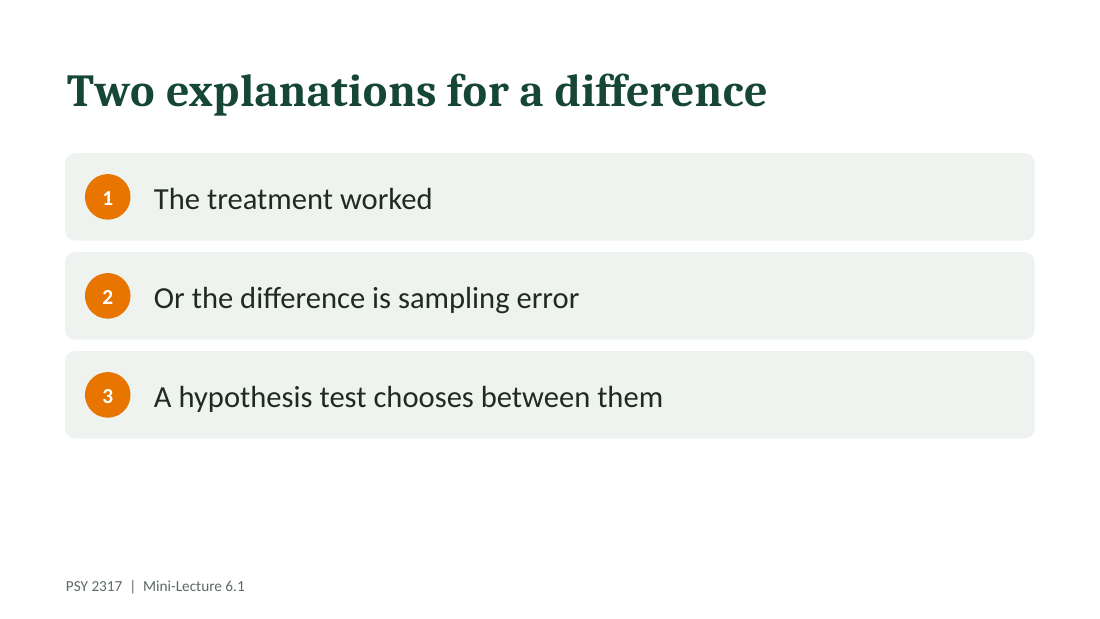 Two explanations for a difference
1 The treatment worked
2 Or the difference is sampling error
3 A hypothesis test chooses between them
PSY 2317 | Mini-Lecture 6.1